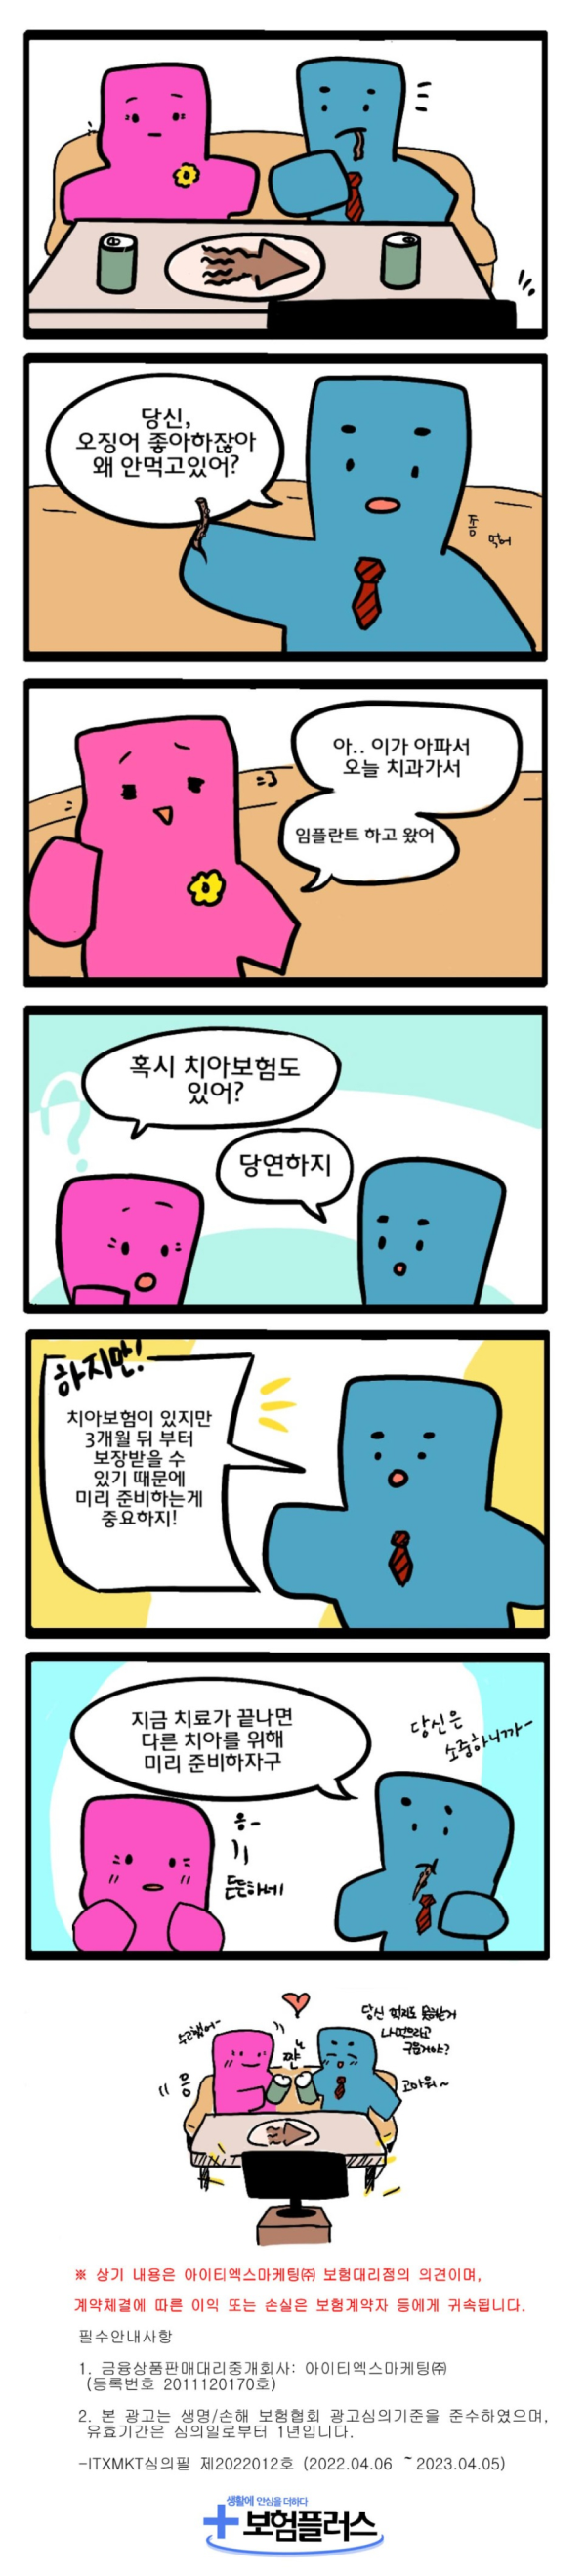 당신,
오징어 좋아하잖아
왜 안먹고있어?
좀
먹어
아.. 이가 아파서
오늘 치과가서
임플란트 하고 왔어
혹시 치아보험도
있어?
당연하지
하지만!
치아보험이 있지만
3개월 뒤 부터
보장받을 수
있기 때문에
미리 준비하는게
중요하지!
지금 치료가 끝나면
다른 치아를 위해
미리 준비하자구
당신은
소중하니까-
응-
든든하네
당신 먹지도 못하는거
나먹으라고
구운거야?
수고했어-
짠
응
고마워~
※ 상기 내용은 아이티엑스마케팅㈜ 보험대리점의 의견이며,
계약체결에 따른 이익 또는 손실은 보험계약자 등에게 귀속됩니다.
필수안내사항
1. 금융상품판매대리중개회사: 아이티엑스마케팅㈜
(등록번호 2011120170호)
2. 본 광고는 생명/손해 보험협회 광고심의기준을 준수하였으며,
유효기간은 심의일로부터 1년입니다.
-ITXMKT심의필 제2022012호 (2022.04.06 ~ 2023.04.05)
생활에 안심을 더하다
보험플러스